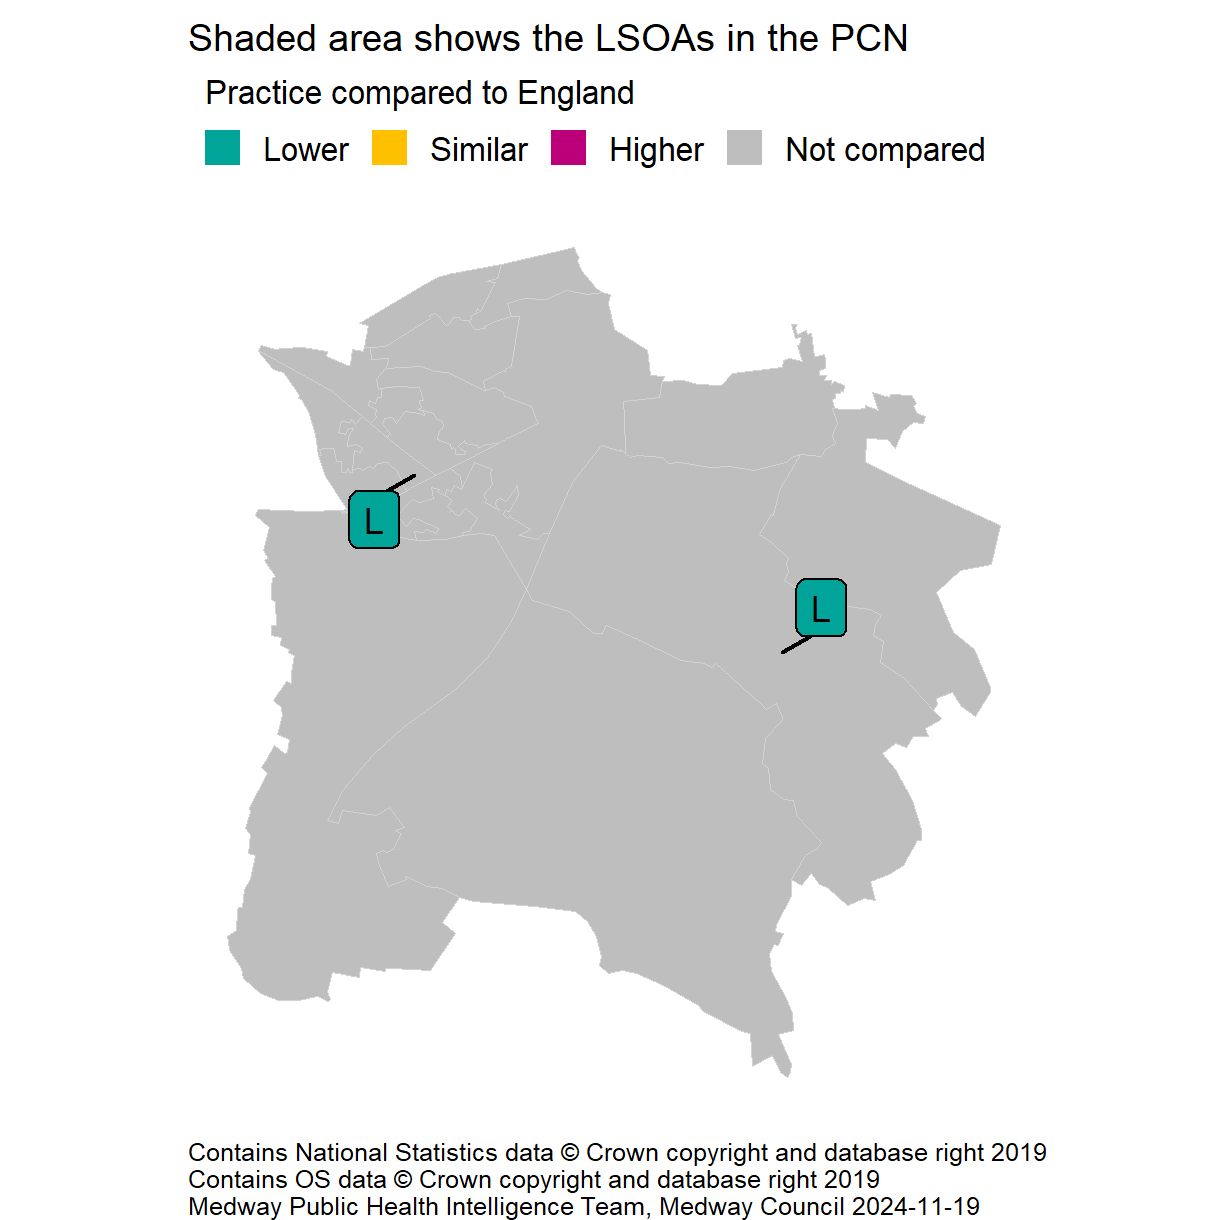 Shaded area shows the LSOAs in the PCN
Practice compared to England
Lower Similar Higher Not compared
L
L
Contains National Statistics data © Crown copyright and database right 2019
Contains OS data © Crown copyright and database right 2019
Medway Public Health Intelligence Team, Medway Council 2024-11-19